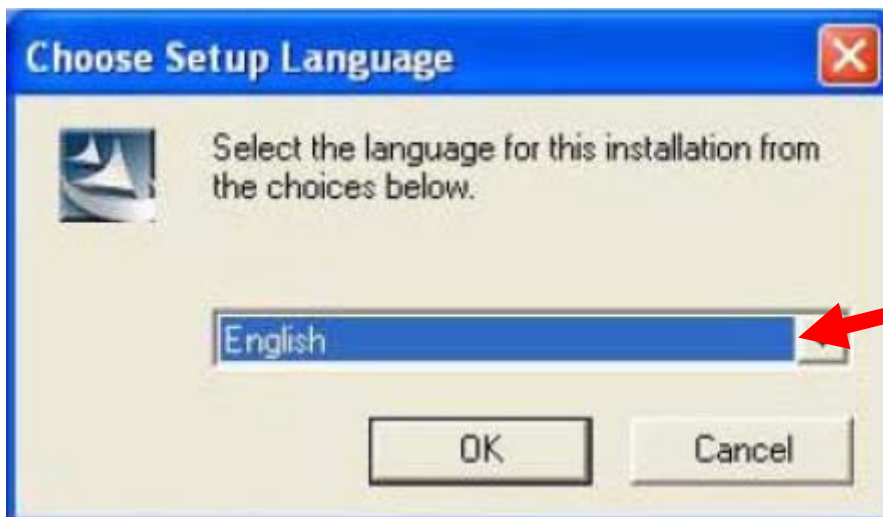 Choose Setup Language
Select the language for this installation from
the choices below.
English
OK
Cancel